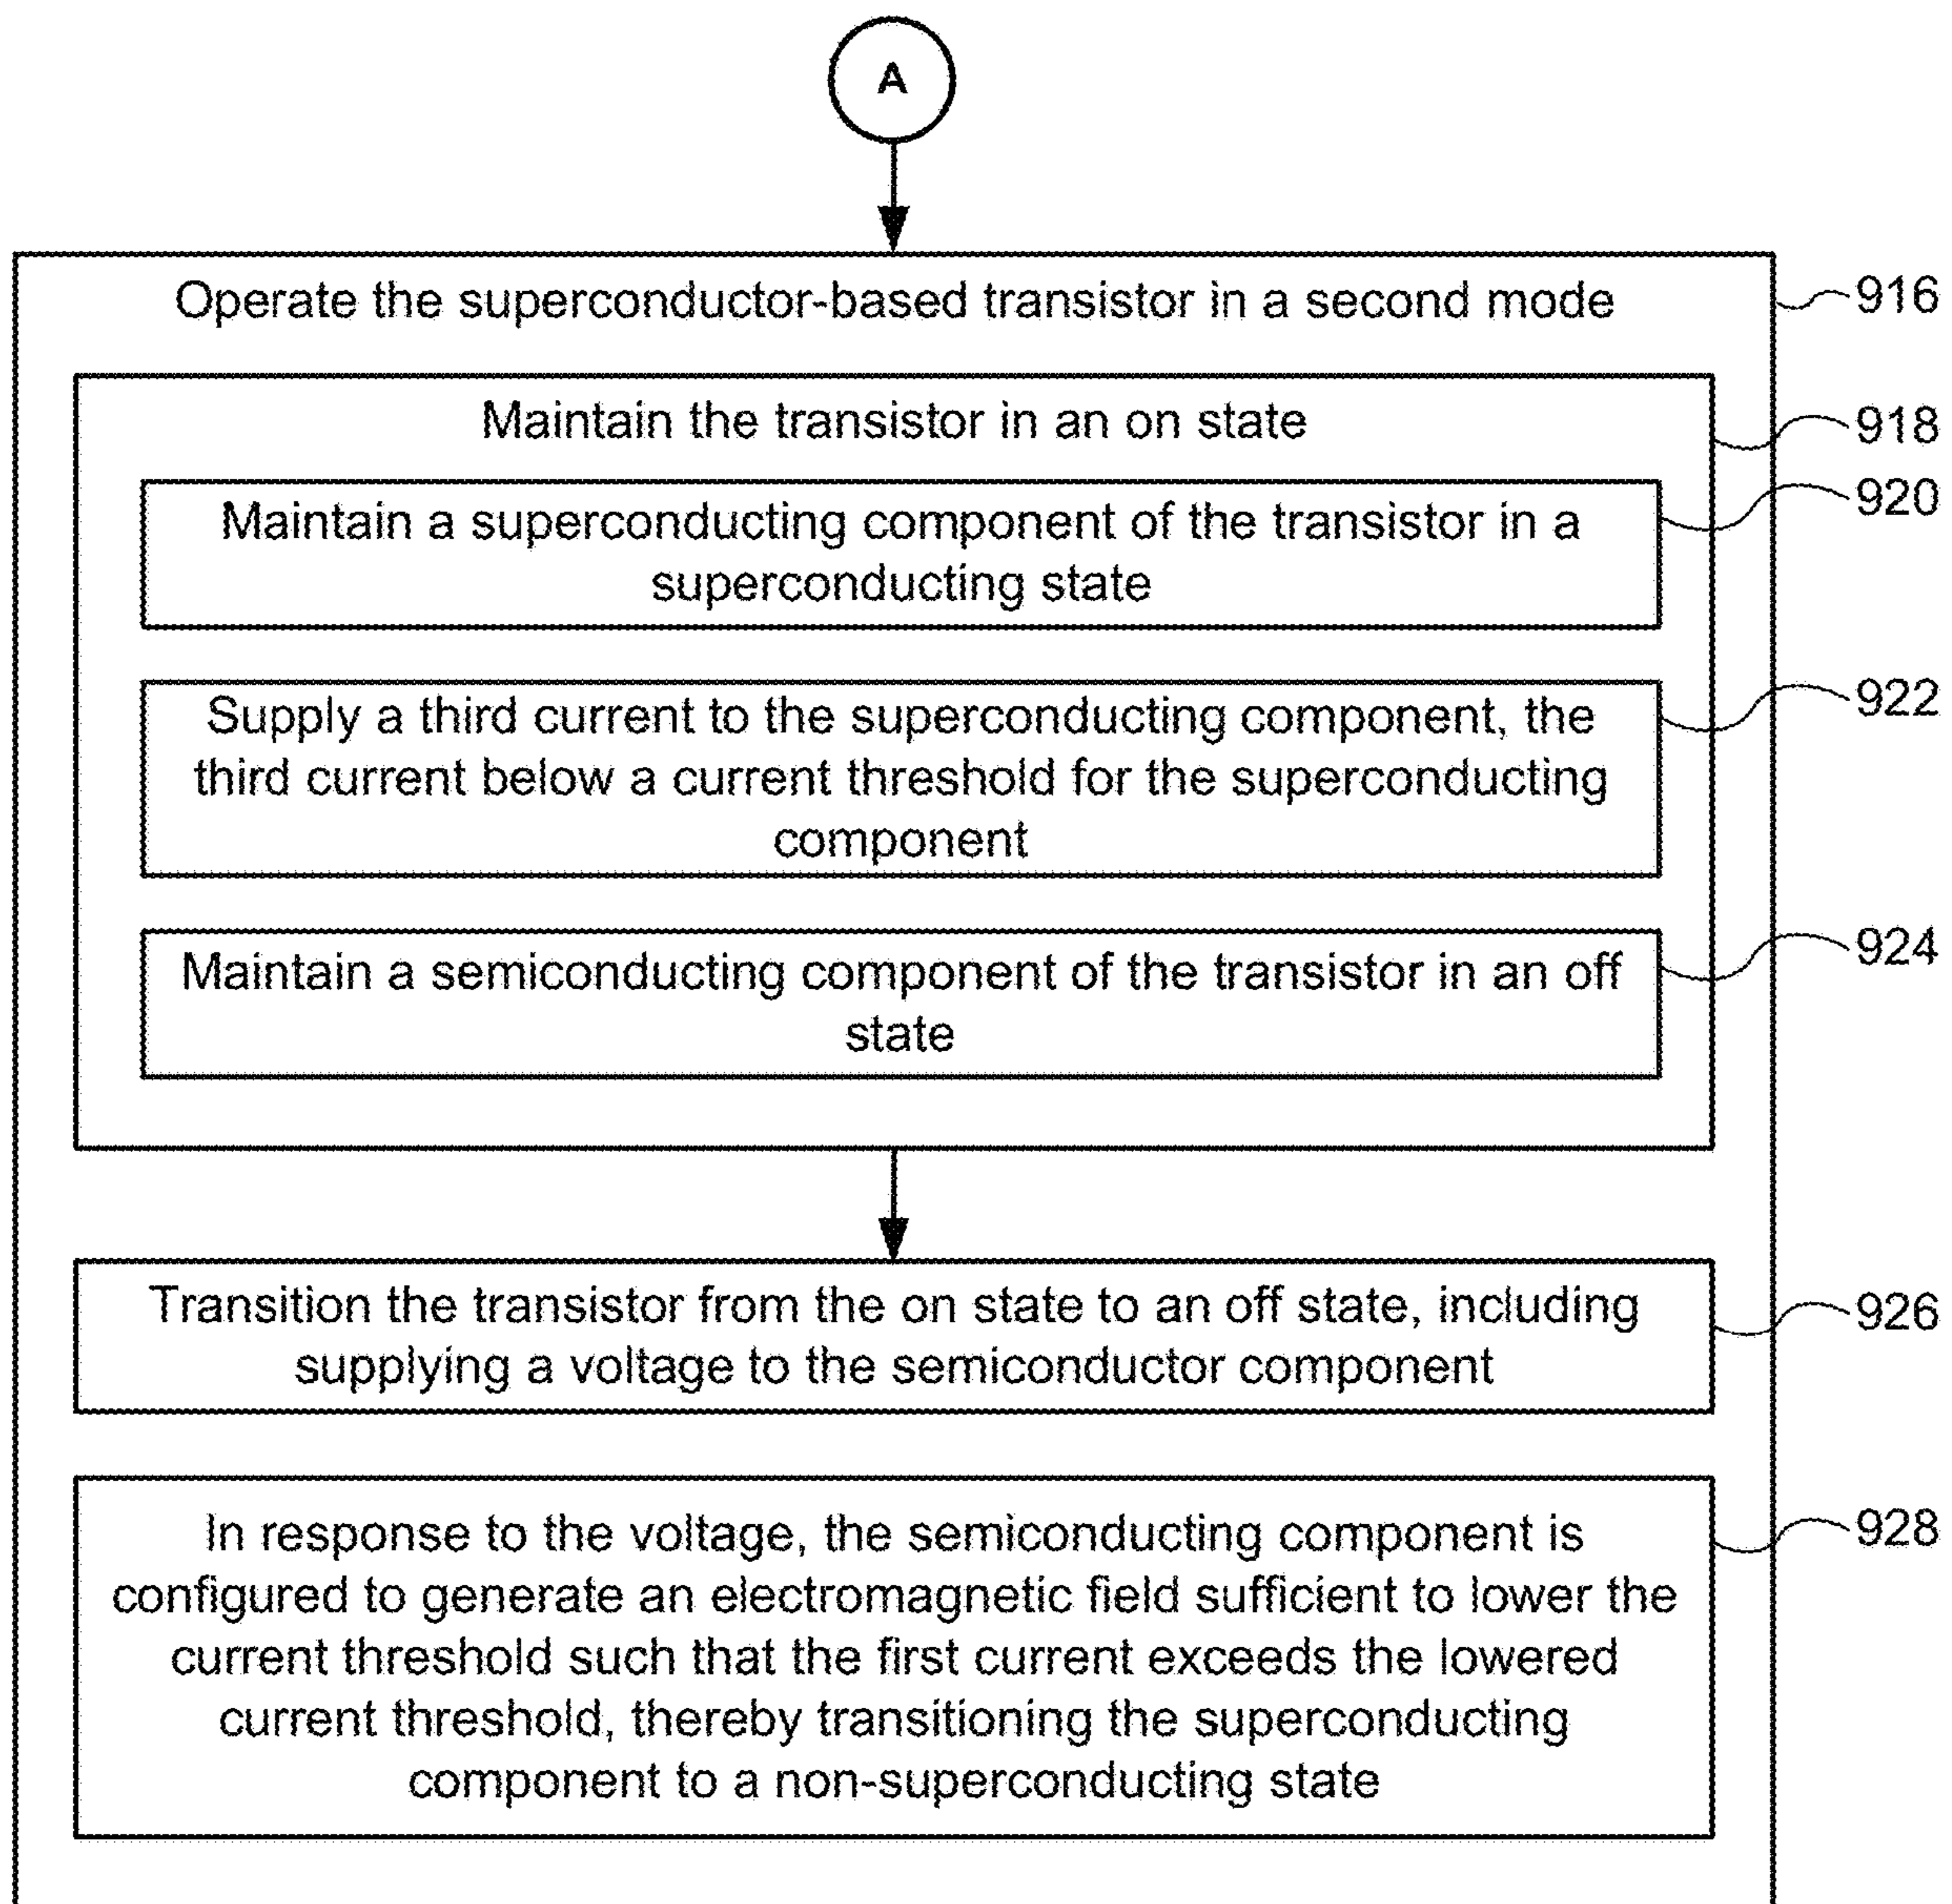 A
Operate the superconductor-based transistor in a second mode
916
Maintain the transistor in an on state
918
Maintain a superconducting component of the transistor in a
superconducting state
920
Supply a third current to the superconducting component, the
third current below a current threshold for the superconducting
component
922
Maintain a semiconducting component of the transistor in an off
state
924
Transition the transistor from the on state to an off state, including
supplying a voltage to the semiconductor component
926
In response to the voltage, the semiconducting component is
configured to generate an electromagnetic field sufficient to lower the
current threshold such that the first current exceeds the lowered
current threshold, thereby transitioning the superconducting
component to a non-superconducting state
928